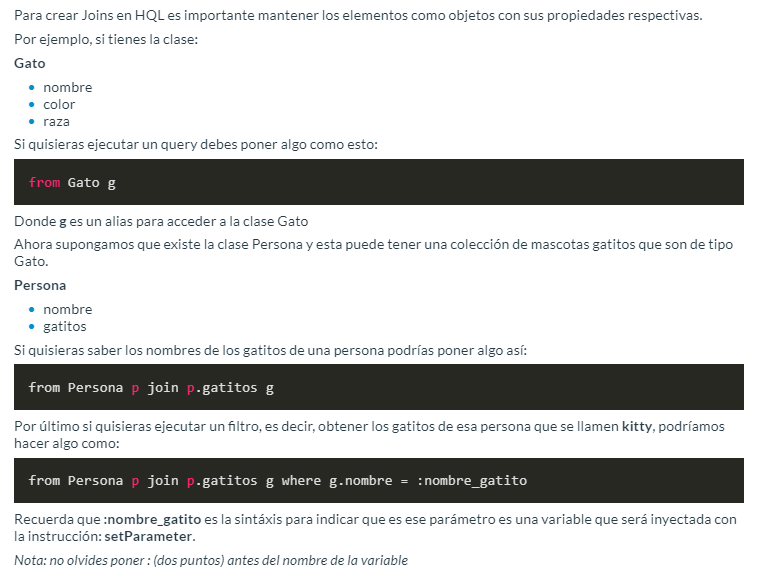 Para crear Joins en HQL es importante mantener los elementos como objetos con sus propiedades respectivas.
Por ejemplo, si tienes la clase:
Gato
nombre
color
raza
Si quisieras ejecutar un query debes poner algo como esto:
from Gato g
Donde g es un alias para acceder a la clase Gato
Ahora supongamos que existe la clase Persona y esta puede tener una colección de mascotas gatitos que son de tipo
Gato.
Persona
nombre
gatitos
Si quisieras saber los nombres de los gatitos de una persona podrías poner algo así:
from Persona p join p.gatitos g
Por último si quisieras ejecutar un filtro, es decir, obtener los gatitos de esa persona que se llamen kitty, podríamos
hacer algo como:
from Persona p join p.gatitos g where g.nombre = :nombre_gatito
Recuerda que :nombre_gatito es la sintáxis para indicar que es ese parámetro es una variable que será inyectada con
la instrucción: setParameter.
Nota: no olvides poner : (dos puntos) antes del nombre de la variable